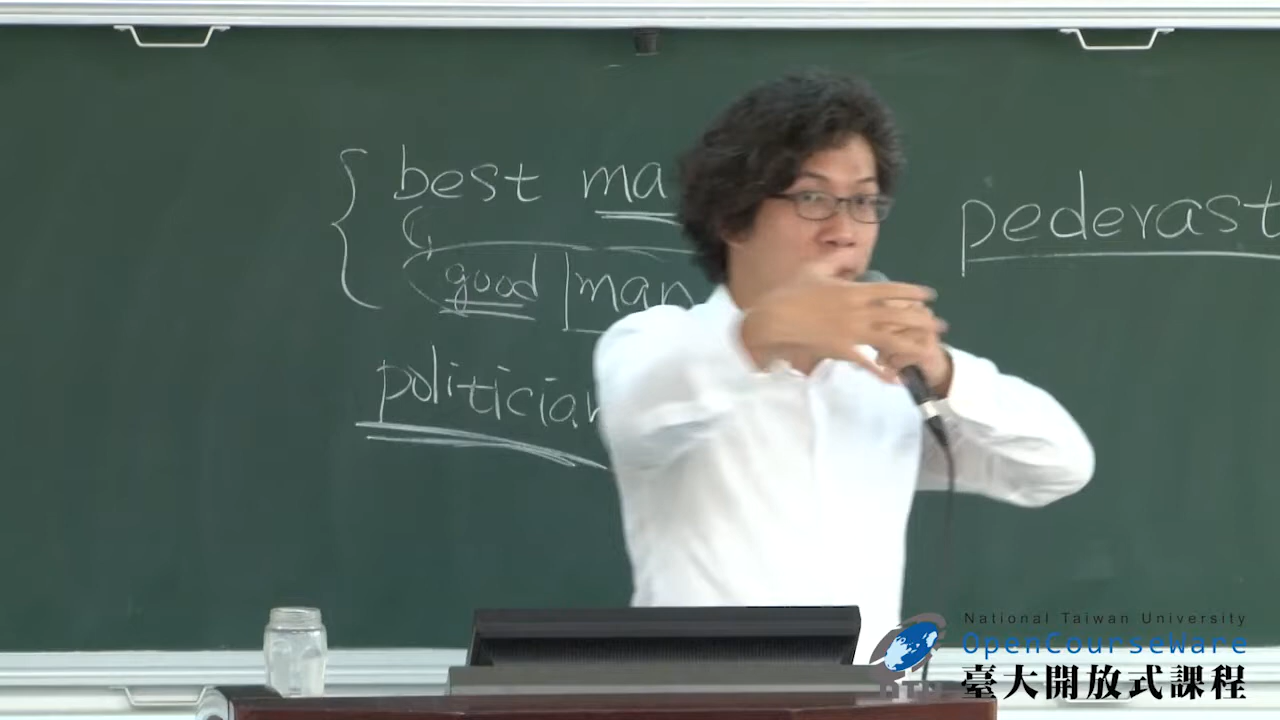 best ma
good man
politician
pederast
National Taiwan University
OpenCourseWare
臺大開放式課程